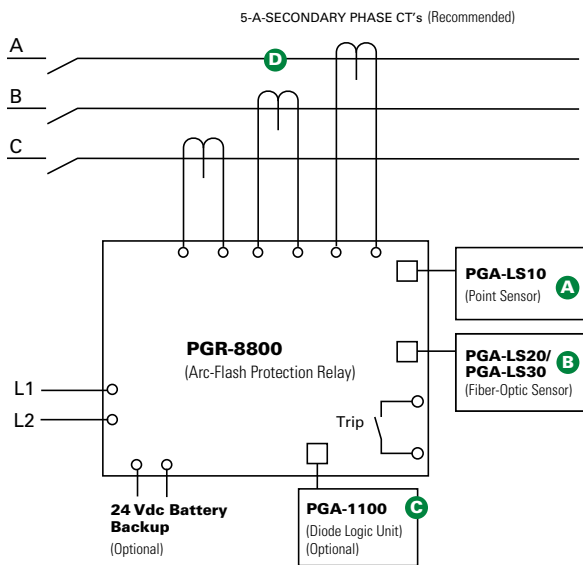 5-A-SECONDARY PHASE CT's (Recommended)
A
D
B
C
PGA-LS10
(Point Sensor)
A
PGR-8800
(Arc-Flash Protection Relay)
PGA-LS20/
PGA-LS30
(Fiber-Optic Sensor)
B
L1
L2
Trip
24 Vdc Battery
Backup
(Optional)
PGA-1100
(Diode Logic Unit)
(Optional)
C